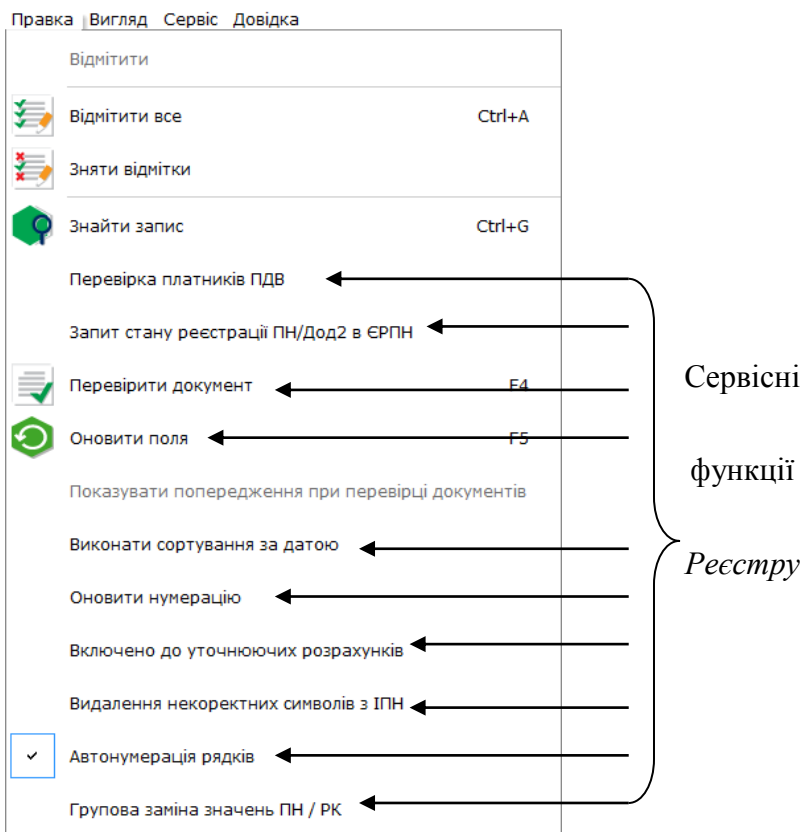 Правка Вигляд Сервіс Довідка
Відмітити
Відмітити все Ctrl+A
Зняти відмітки
Знайти запис Ctrl+G
Перевірка платників ПДВ
Запит стану реєстрації ПН/Дод2 в ЄРПН
Перевірити документ F4
Оновити поля F5
Показувати попередження при перевірці документів
Виконати сортування за датою
Оновити нумерацію
Включено до уточнюючих розрахунків
Видалення некоректних символів з ІПН
Автонумерація рядків
Групова заміна значень ПН / РК
Сервісні
функції
Реєстру